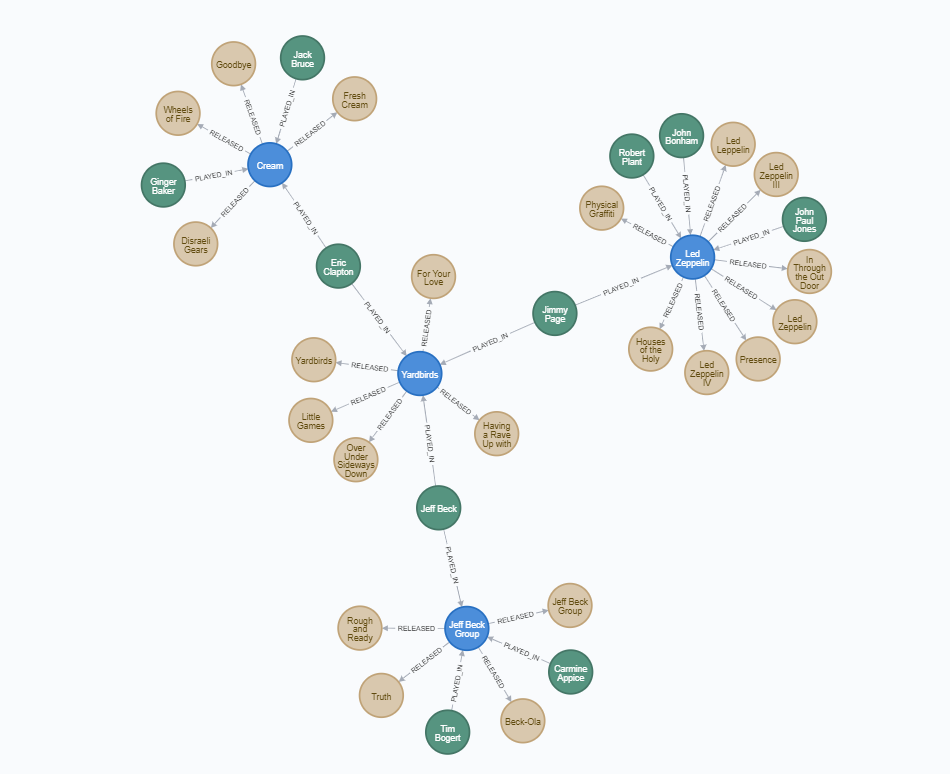 Goodbye
Jack
Bruce
Wheels
of Fire
Fresh
Cream
RELEASED
PLAYED_IN
RELEASED
RELEASED
Cream
Ginger
Baker
PLAYED_IN
RELEASED
Disraeli
Gears
PLAYED_IN
Eric
Clapton
PLAYED_IN
For Your
Love
RELEASED
Yardbirds
RELEASED
Yardbirds
Little
Games
RELEASED
RELEASED
Over
Under
Sideways
Down
RELEASED
Having
a Rave
Up with
PLAYED_IN
Jimmy
Page
PLAYED_IN
Robert
Plant
John
Bonham
Led
Leppelin
Led
Zeppelin
III
John
Paul
Jones
Physical
Graffiti
PLAYED_IN
PLAYED_IN
RELEASED
RELEASED
PLAYED_IN
RELEASED
Led
Zeppelin
RELEASED
In
Through
the Out
Door
RELEASED
Led
Zeppelin
RELEASED
Presence
RELEASED
Led
Zeppelin
IV
RELEASED
Houses
of the
Holy
PLAYED_IN
Jeff Beck
PLAYED_IN
Jeff Beck
Group
RELEASED
Jeff Beck
Group
RELEASED
Rough
and
Ready
PLAYED_IN
Carmine
Appice
RELEASED
Truth
PLAYED_IN
Tim
Bogert
RELEASED
Beck-Ola